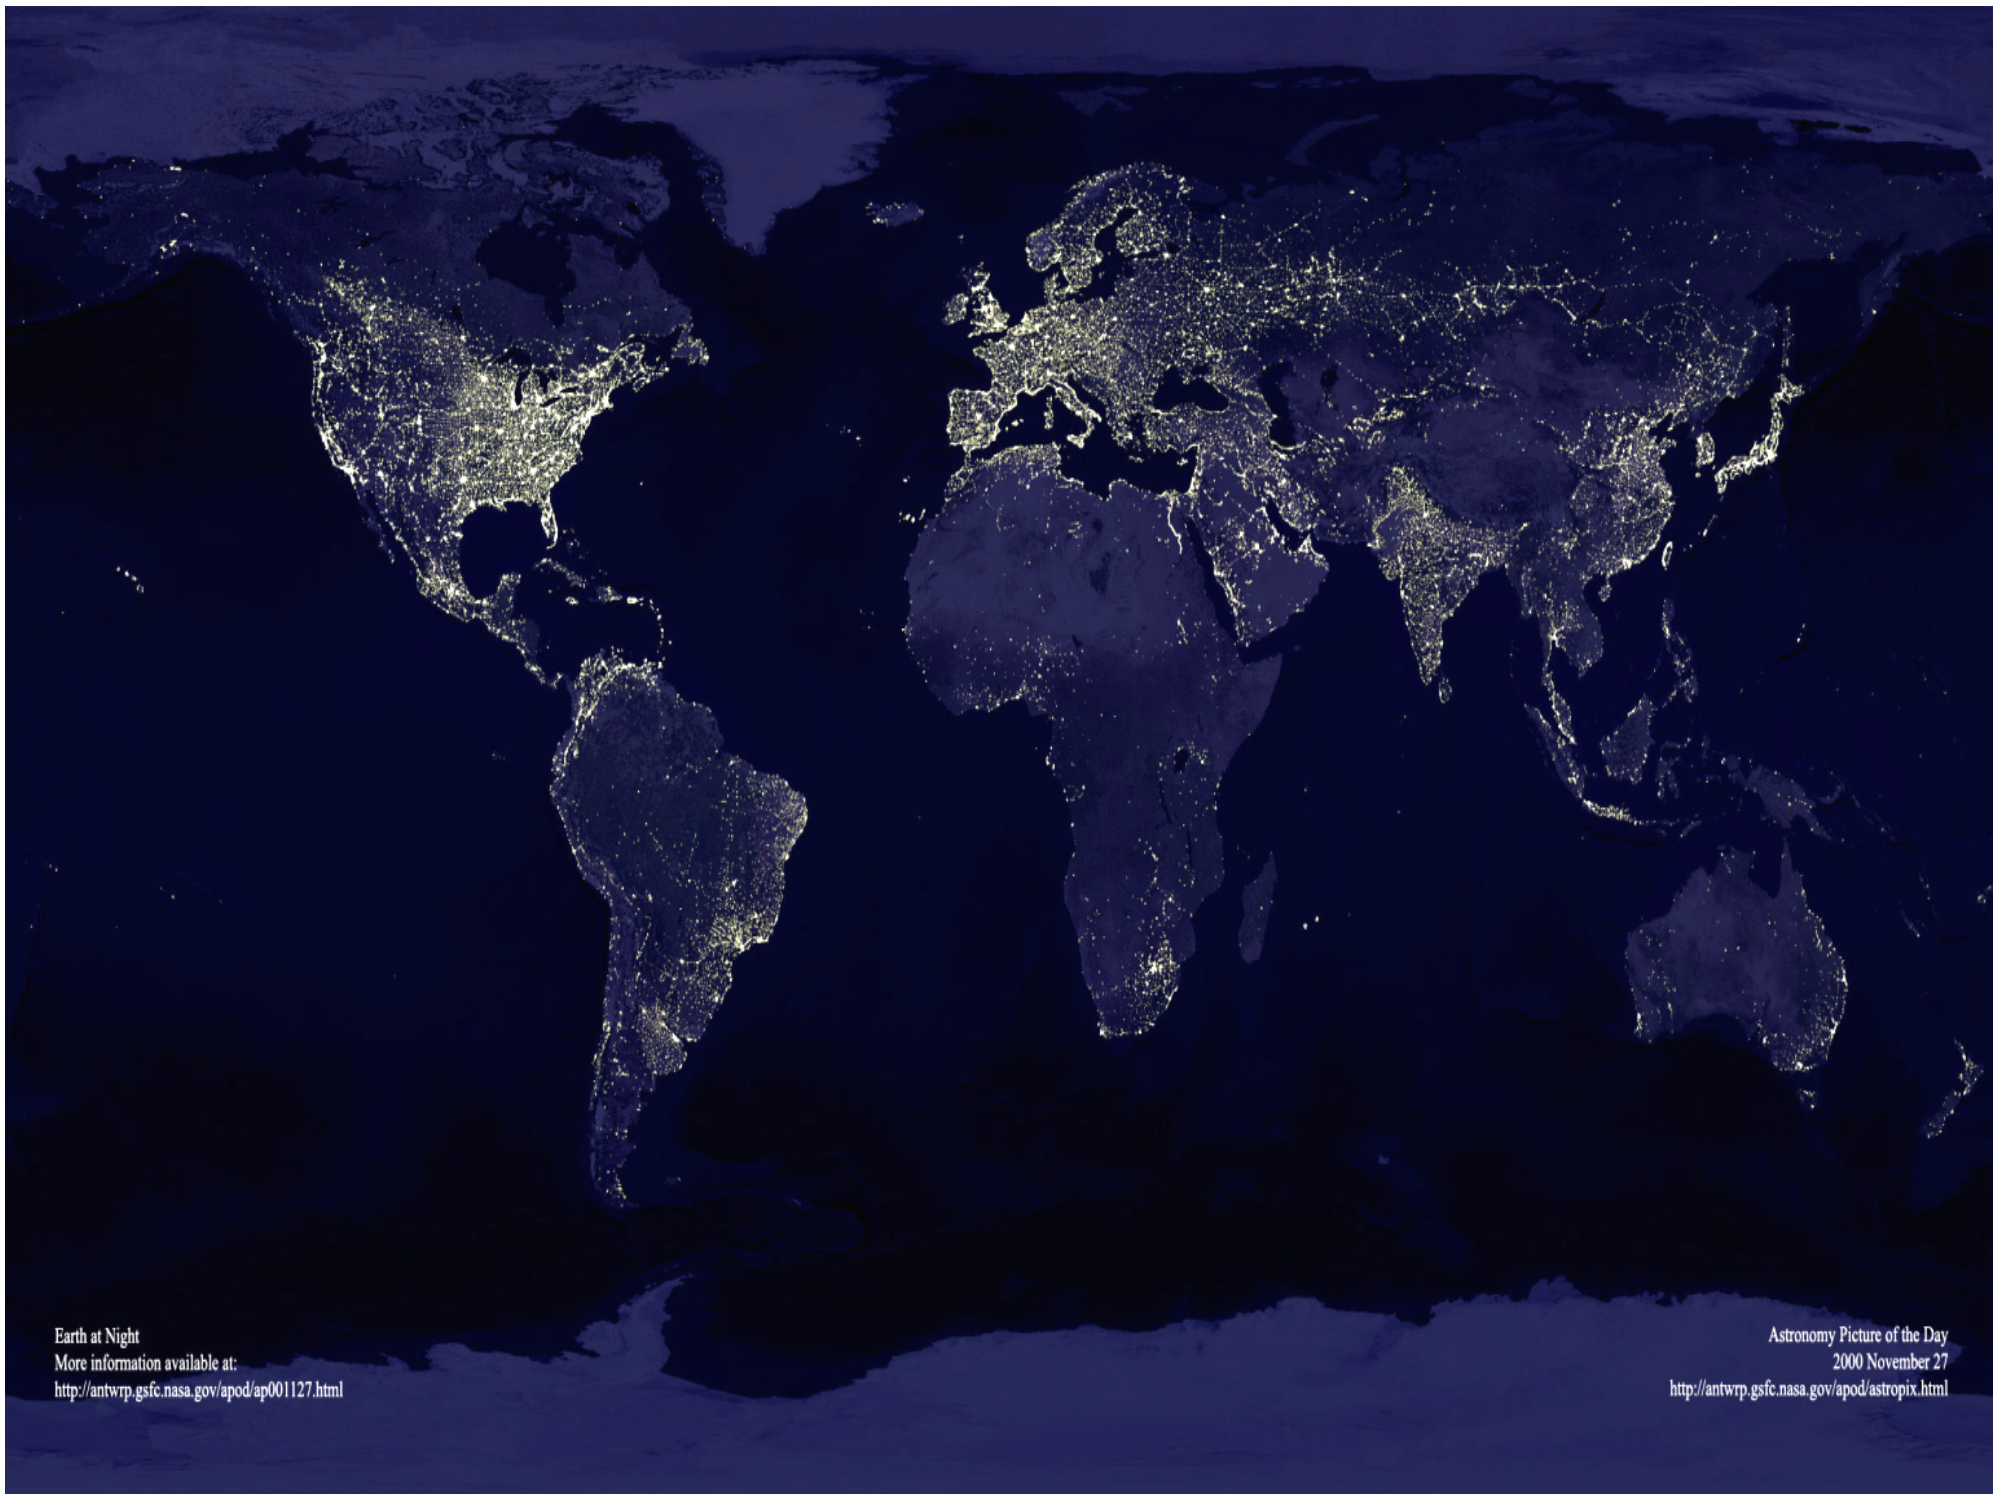 Earth at Night
More information available at:
http://antwrp.gsfc.nasa.gov/apod/ap001127.html
Astronomy Picture of the Day
2000 November 27
http://antwrp.gsfc.nasa.gov/apod/astropix.html